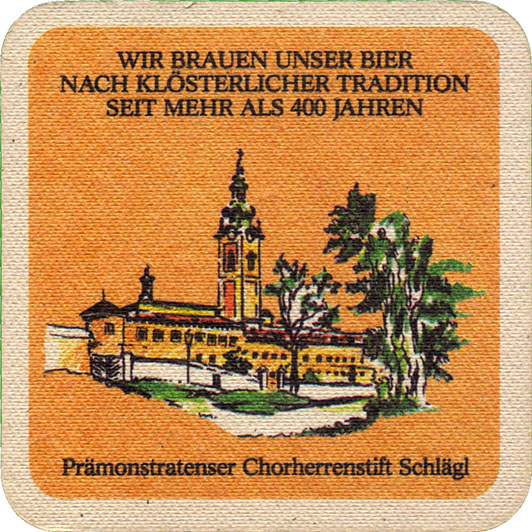 WIR BRAUEN UNSER BIER
NACH KLÖSTERLICHER TRADITION
SEIT MEHR ALS 400 JAHREN
Prämonstratenser Chorherrenstift Schlägl